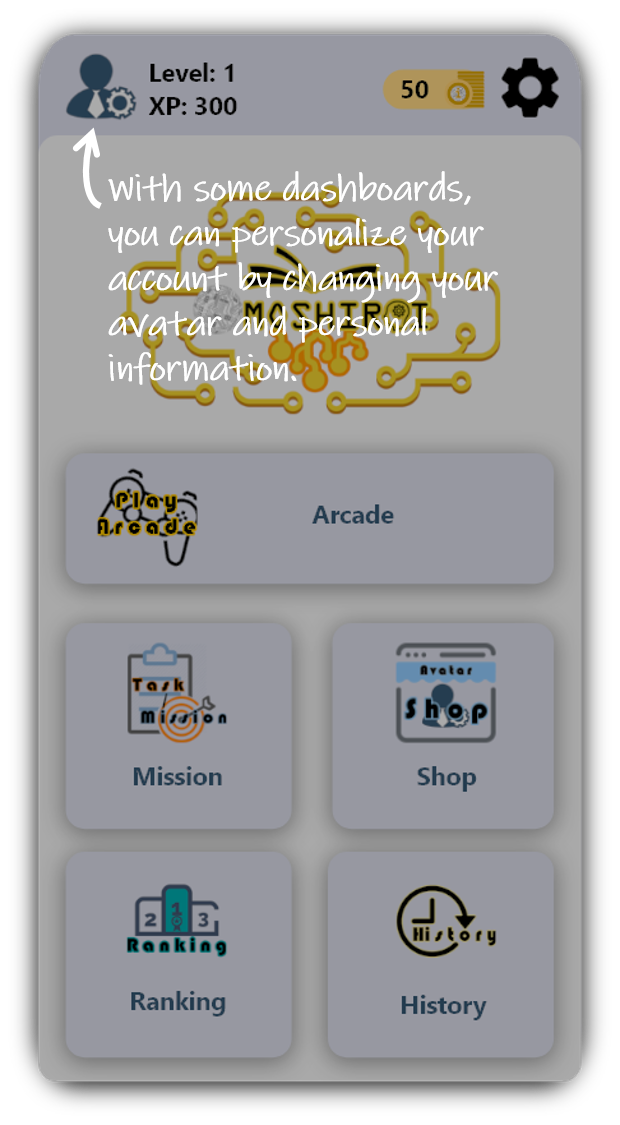 Level: 1
XP: 300
50
With some dashboards,
you can personalize your
account by changing your
avatar and personal
information.
MASHTROT
Play
Arcade
Arcade
Task
Mission
Mission
Avatar
Shop
Shop
2 1 3
Ranking
Ranking
History
History